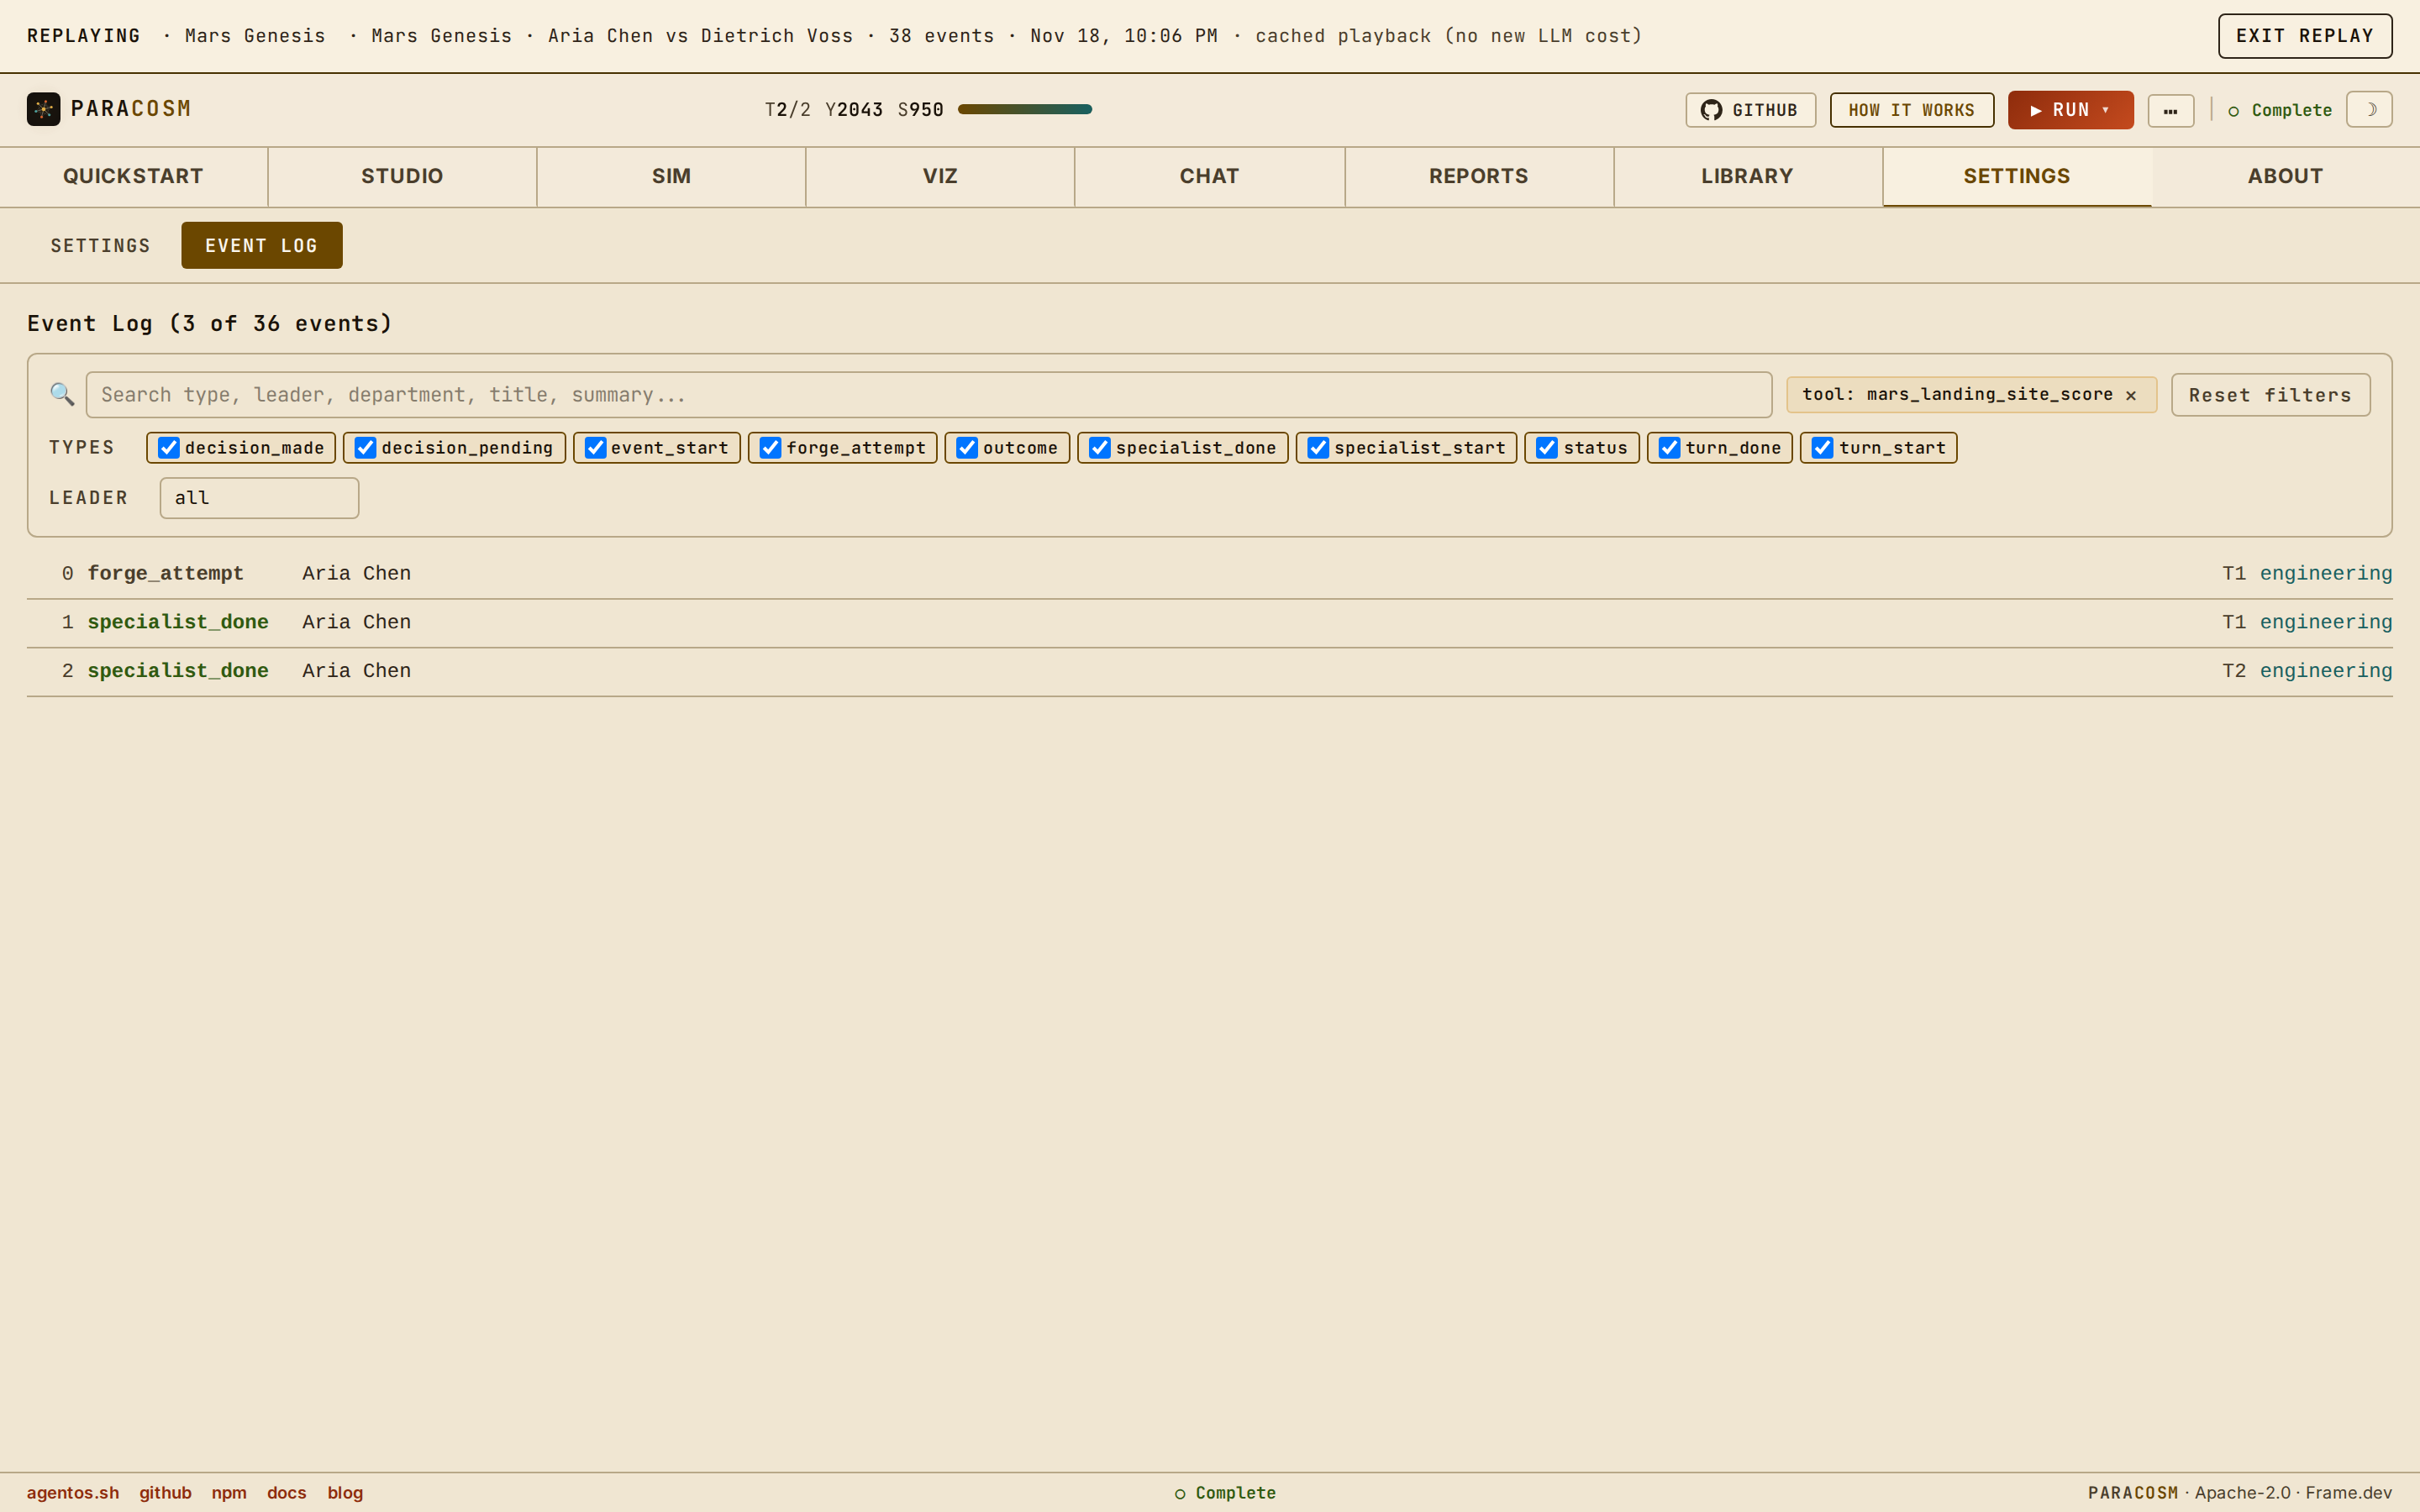 REPLAYING · Mars Genesis · Mars Genesis · Aria Chen vs Dietrich Voss · 38 events · Nov 18, 10:06 PM · cached playback (no new LLM cost) EXIT REPLAY
PARACOSM T2/2 Y2043 S950 GITHUB HOW IT WORKS ▶ RUN ▾ … ○ Complete
QUICKSTART STUDIO SIM VIZ CHAT REPORTS LIBRARY SETTINGS ABOUT
SETTINGS EVENT LOG
Event Log (3 of 36 events)
Search type, leader, department, title, summary... tool: mars_landing_site_score × Reset filters
TYPES decision_made decision_pending event_start forge_attempt outcome specialist_done specialist_start status turn_done turn_start
LEADER all
0 forge_attempt Aria Chen T1 engineering
1 specialist_done Aria Chen T1 engineering
2 specialist_done Aria Chen T2 engineering
agentos.sh github npm docs blog ○ Complete PARACOSM · Apache-2.0 · Frame.dev